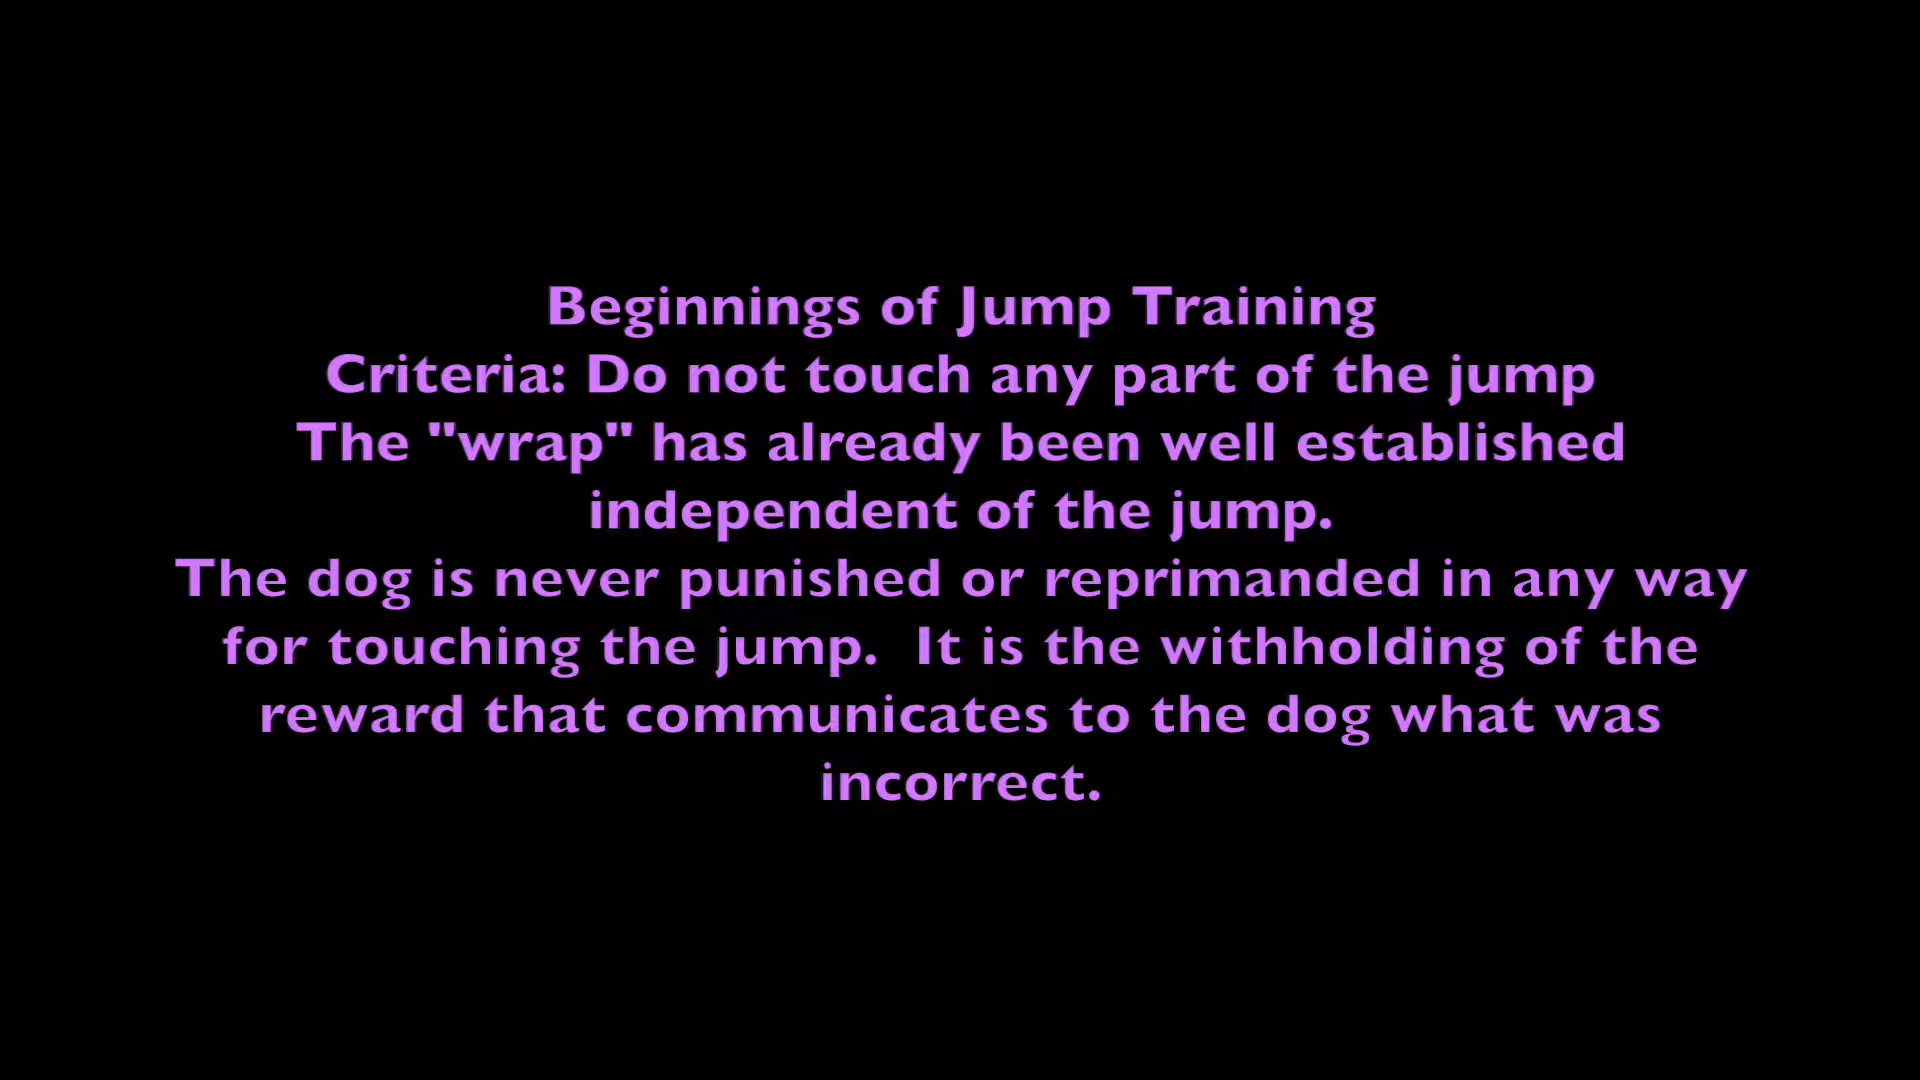 Beginnings of Jump Training
Criteria: Do not touch any part of the jump
The "wrap" has already been well established
independent of the jump.
The dog is never punished or reprimanded in any way
for touching the jump.  It is the withholding of the
reward that communicates to the dog what was
incorrect.